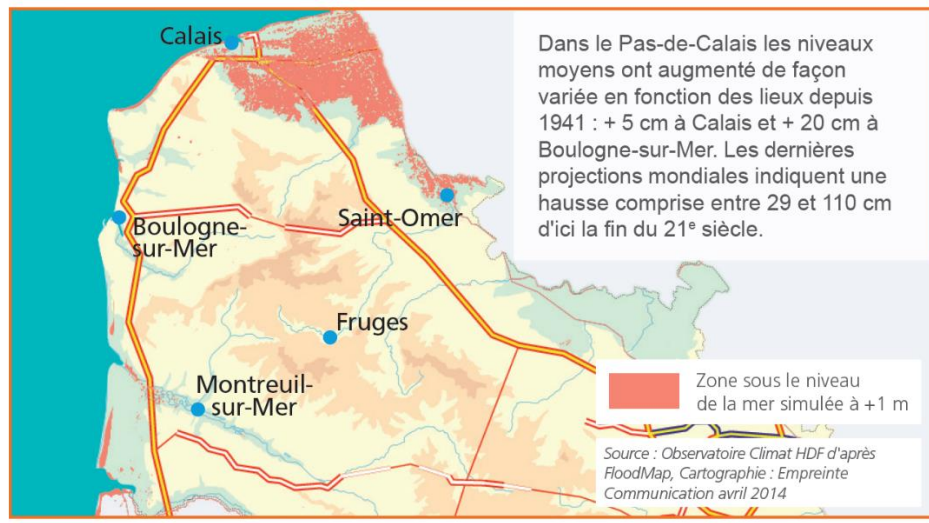 Calais
Dans le Pas-de-Calais les niveaux
moyens ont augmenté de façon
variée en fonction des lieux depuis
1941 : + 5 cm à Calais et + 20 cm à
Boulogne-sur-Mer. Les dernières
projections mondiales indiquent une
hausse comprise entre 29 et 110 cm
d'ici la fin du 21e siècle.
Saint-Omer
Boulogne-
sur-Mer
Fruges
Montreuil-
sur-Mer
Zone sous le niveau
de la mer simulée à +1 m
Source : Observatoire Climat HDF d'après
FloodMap, Cartographie : Empreinte
Communication avril 2014